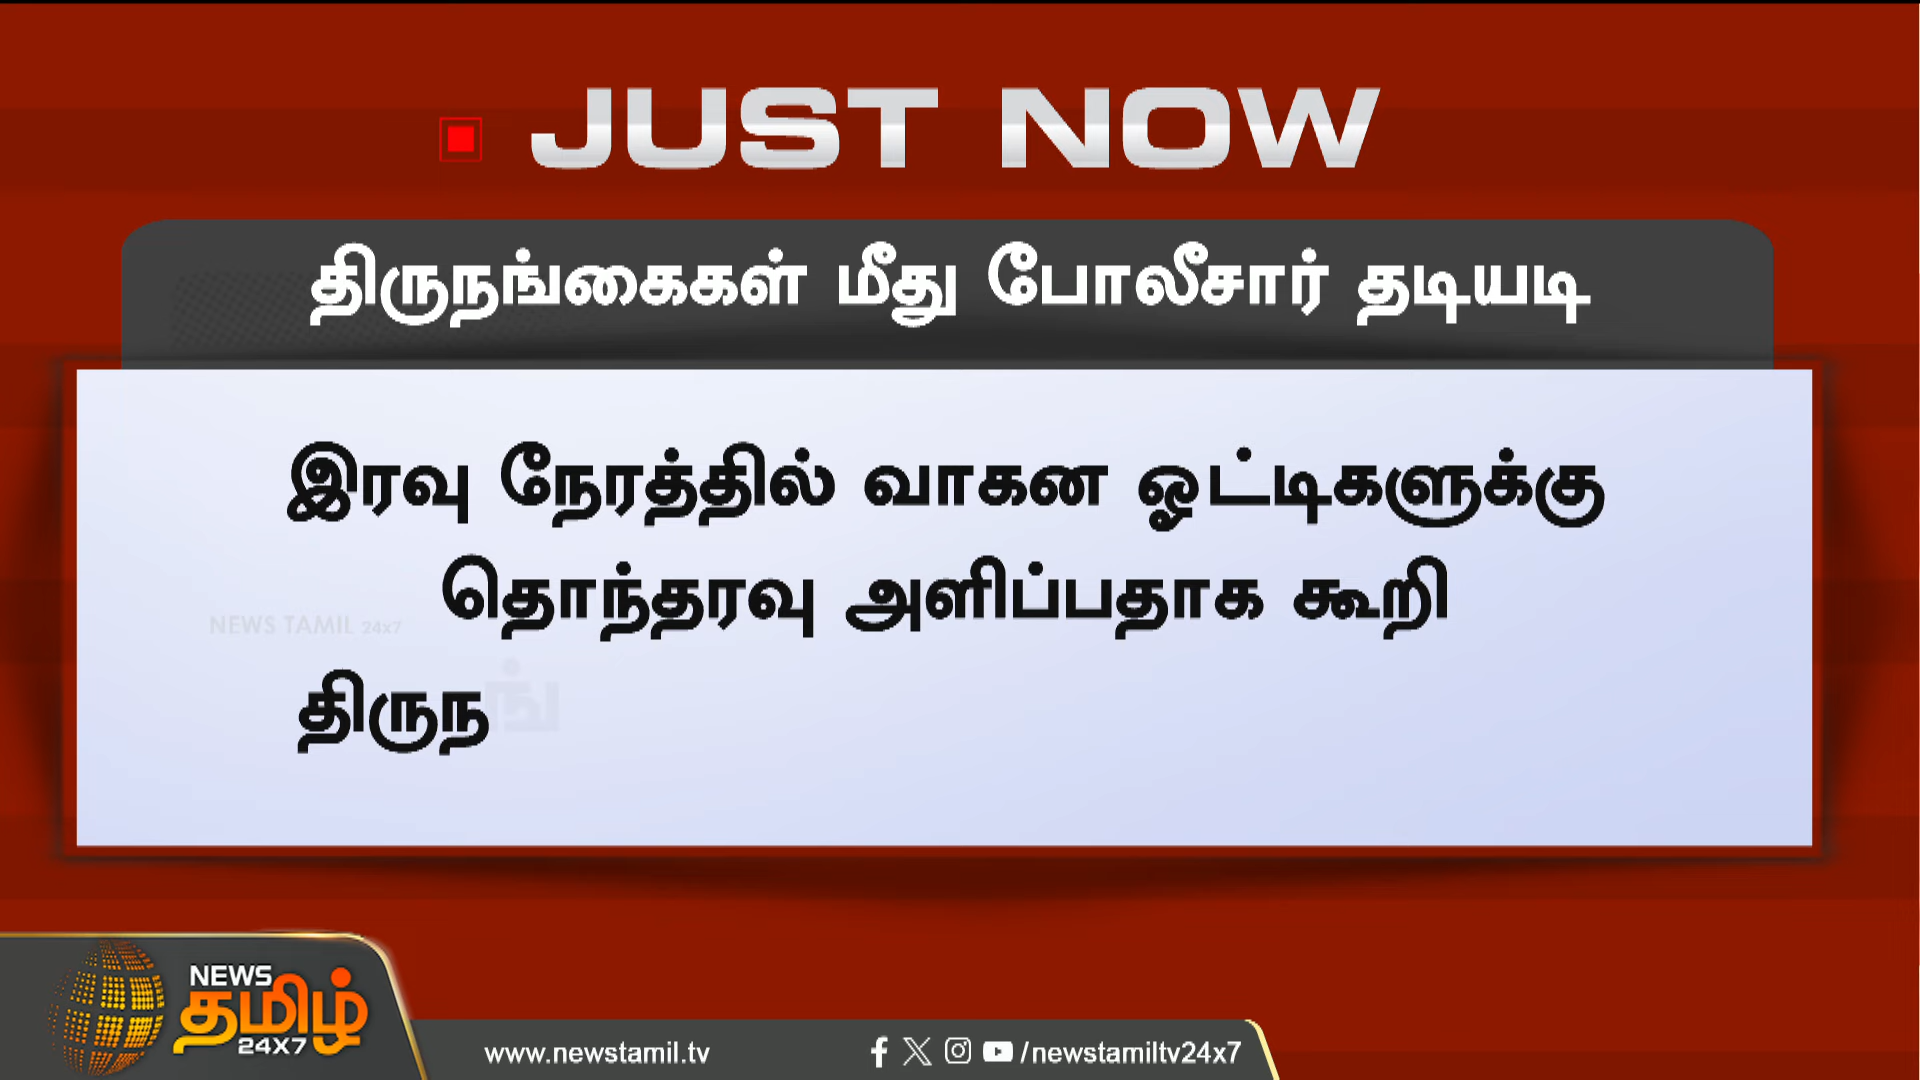 JUST NOW
திருநங்கைகள் மீது போலீசார் தடியடி
இரவு நேரத்தில் வாகன ஓட்டிகளுக்கு
தொந்தரவு அளிப்பதாக கூறி
NEWS TAMIL 24x7
திருநங்
NEWS
தமிழ்
24X7
www.newstamil.tv
/newstamiltv24x7